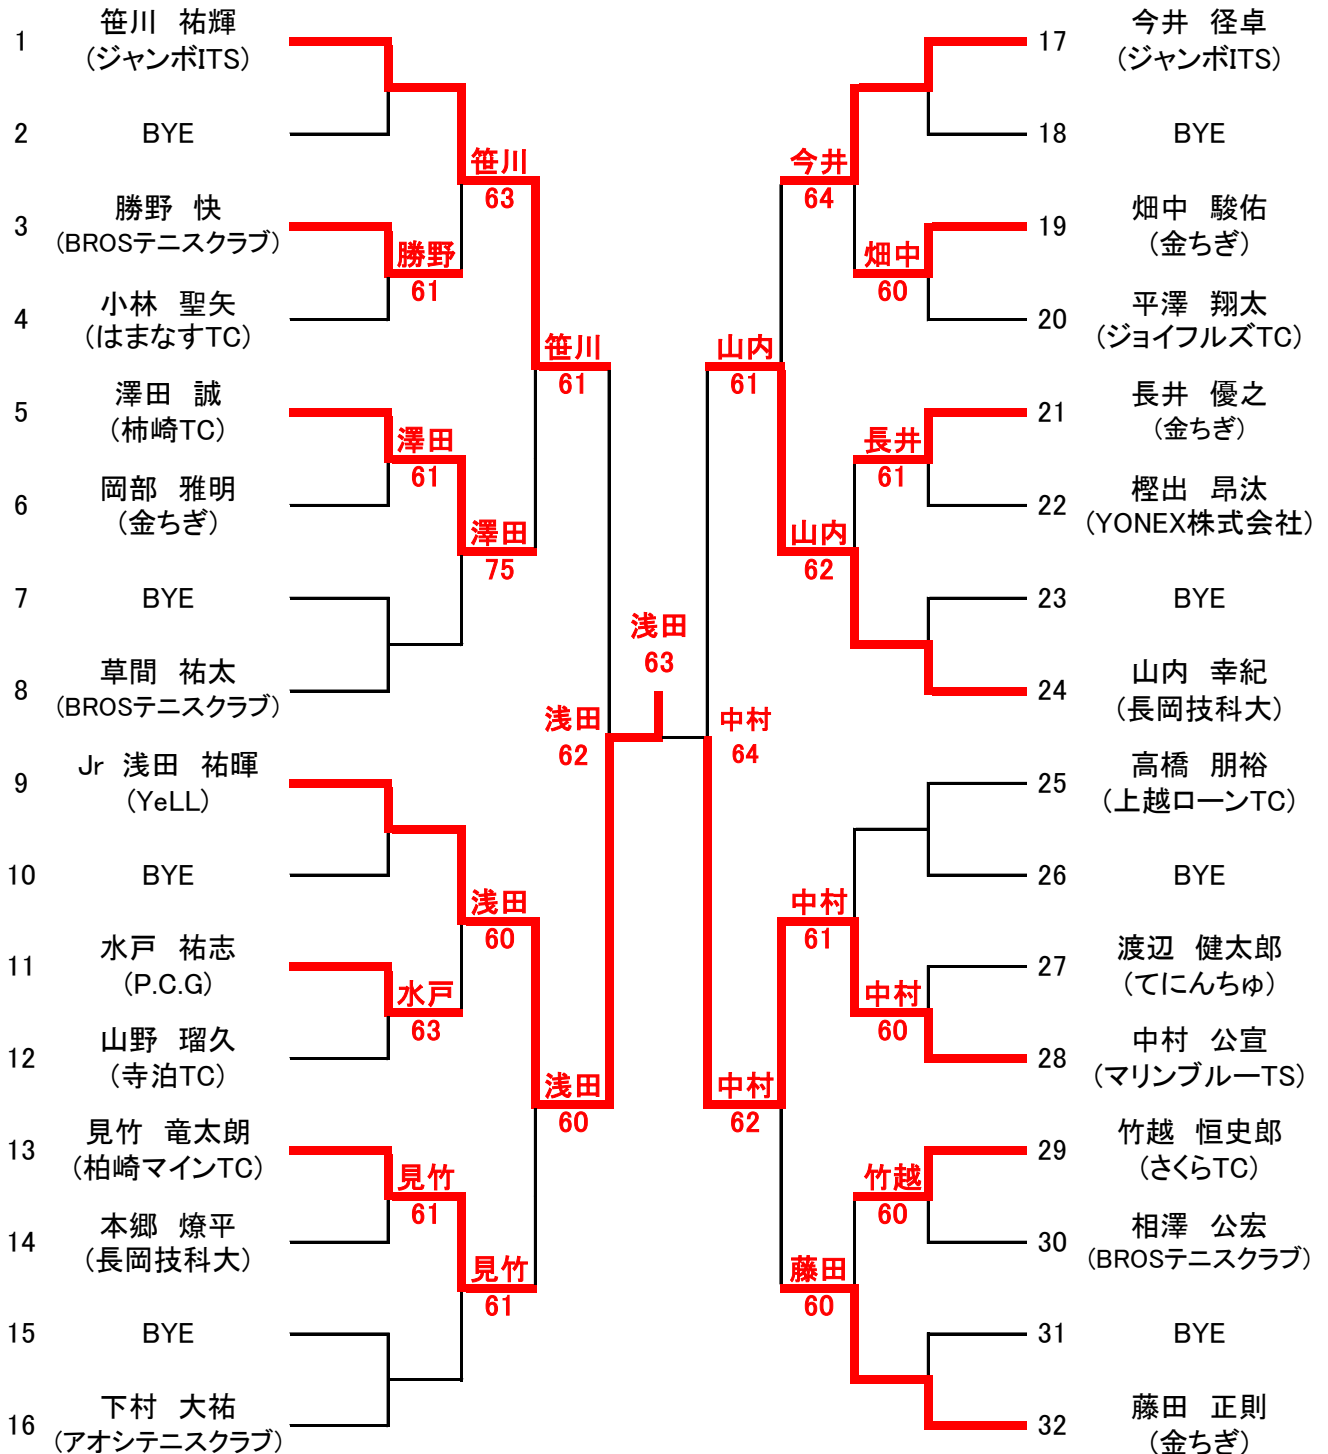 1 笹川 祐輝
(ジャンボITS)
2 BYE
3 勝野 快
(BROSテニスクラブ)
4 小林 聖矢
(はまなすTC)
5 澤田 誠
(柿崎TC)
6 岡部 雅明
(金ちぎ)
7 BYE
8 草間 祐太
(BROSテニスクラブ)
9 Jr 浅田 祐暉
(YeLL)
10 BYE
11 水戸 祐志
(P.C.G)
12 山野 瑠久
(寺泊TC)
13 見竹 竜太朗
(柏崎マインTC)
14 本郷 燎平
(長岡技科大)
15 BYE
16 下村 大祐
(アオシテニスクラブ)
勝野
61
澤田
61
水戸
63
見竹
61
笹川
63
澤田
75
浅田
60
見竹
61
笹川
61
浅田
60
浅田
62
浅田
63
中村
64
山内
61
中村
62
今井
64
山内
62
中村
61
藤田
60
畑中
60
長井
61
中村
60
竹越
60
17 今井 径卓
(ジャンボITS)
18 BYE
19 畑中 駿佑
(金ちぎ)
20 平澤 翔太
(ジョイフルズTC)
21 長井 優之
(金ちぎ)
22 樫出 昂汰
(YONEX株式会社)
23 BYE
24 山内 幸紀
(長岡技科大)
25 高橋 朋裕
(上越ローンTC)
26 BYE
27 渡辺 健太郎
(てにんちゅ)
28 中村 公宣
(マリンブルーTS)
29 竹越 恒史郎
(さくらTC)
30 相澤 公宏
(BROSテニスクラブ)
31 BYE
32 藤田 正則
(金ちぎ)